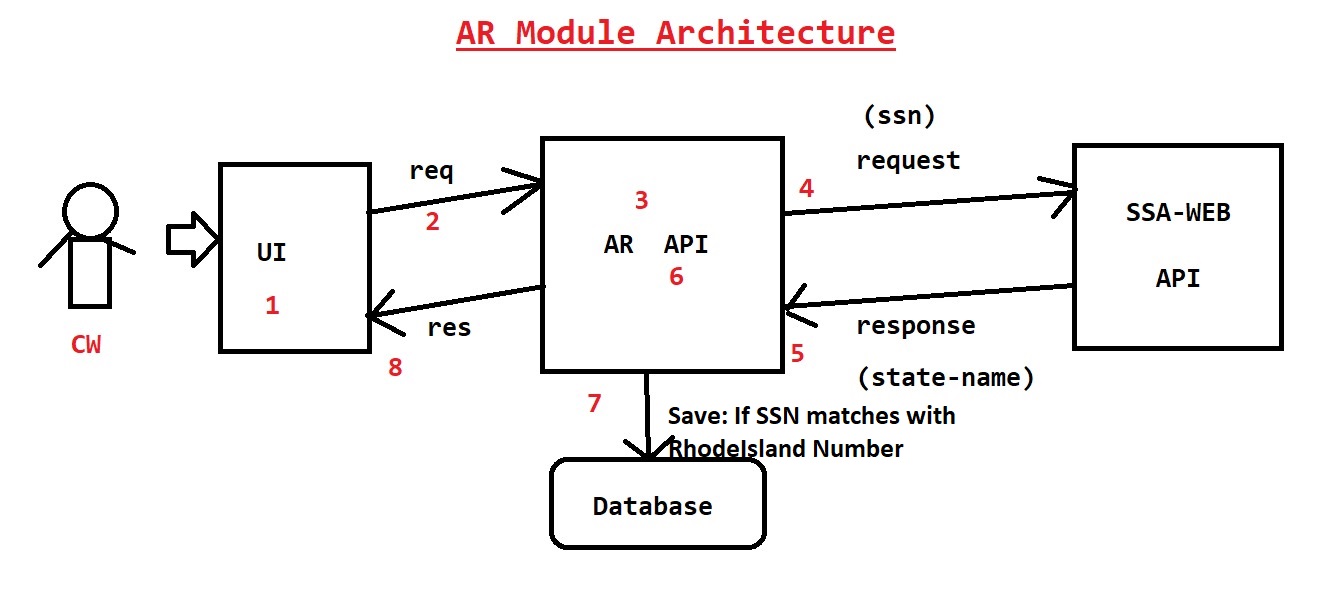 AR Module Architecture
(ssn)
request
req
4
3
2
AR API
6
UI
1
SSA-WEB
API
CW
res
8
response
5
(state-name)
7
Save: If SSN matches with
RhodeIsland Number
Database